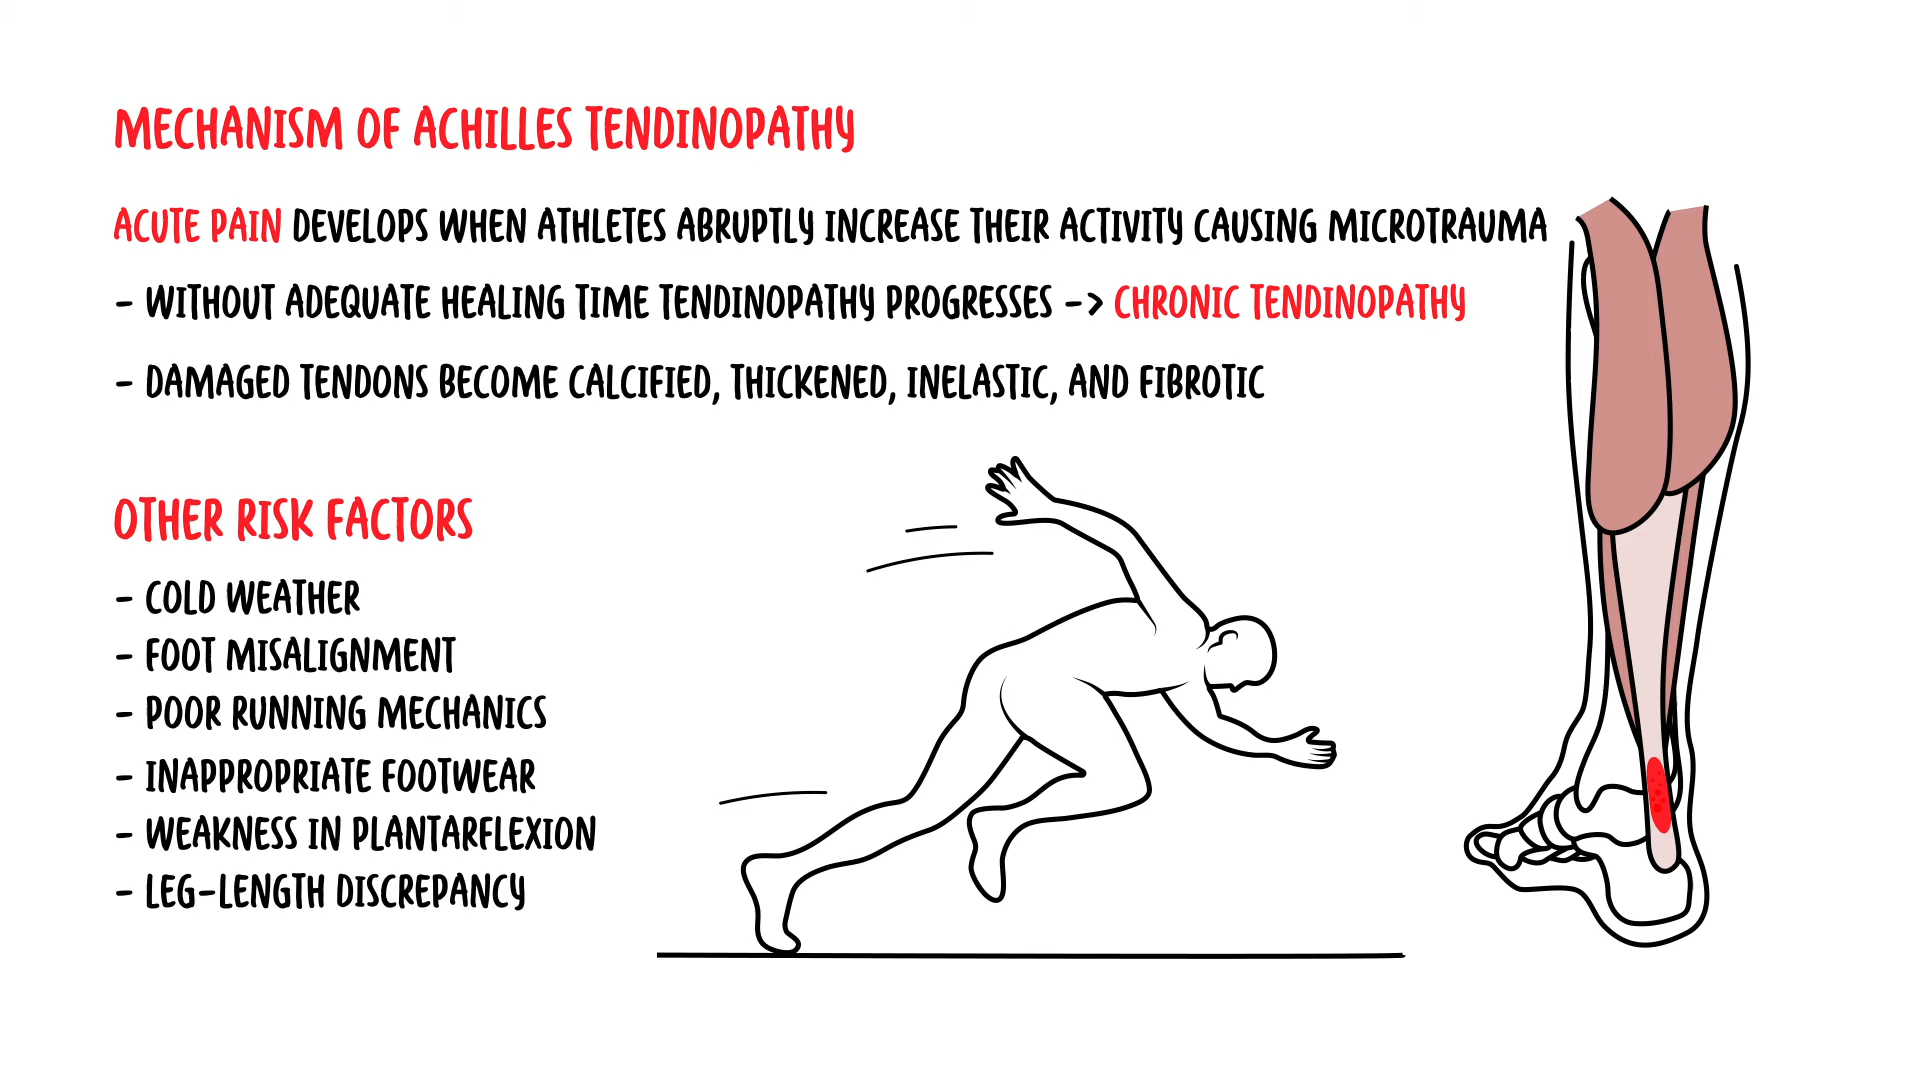 MECHANISM OF ACHILLES TENDINOPATHY
ACUTE PAIN DEVELOPS WHEN ATHLETES ABRUPTLY INCREASE THEIR ACTIVITY CAUSING MICROTRAUMA
- WITHOUT ADEQUATE HEALING TIME TENDINOPATHY PROGRESSES -> CHRONIC TENDINOPATHY
- DAMAGED TENDONS BECOME CALCIFIED, THICKENED, INELASTIC, AND FIBROTIC
OTHER RISK FACTORS
- COLD WEATHER
- FOOT MISALIGNMENT
- POOR RUNNING MECHANICS
- INAPPROPRIATE FOOTWEAR
- WEAKNESS IN PLANTARFLEXION
- LEG-LENGTH DISCREPANCY